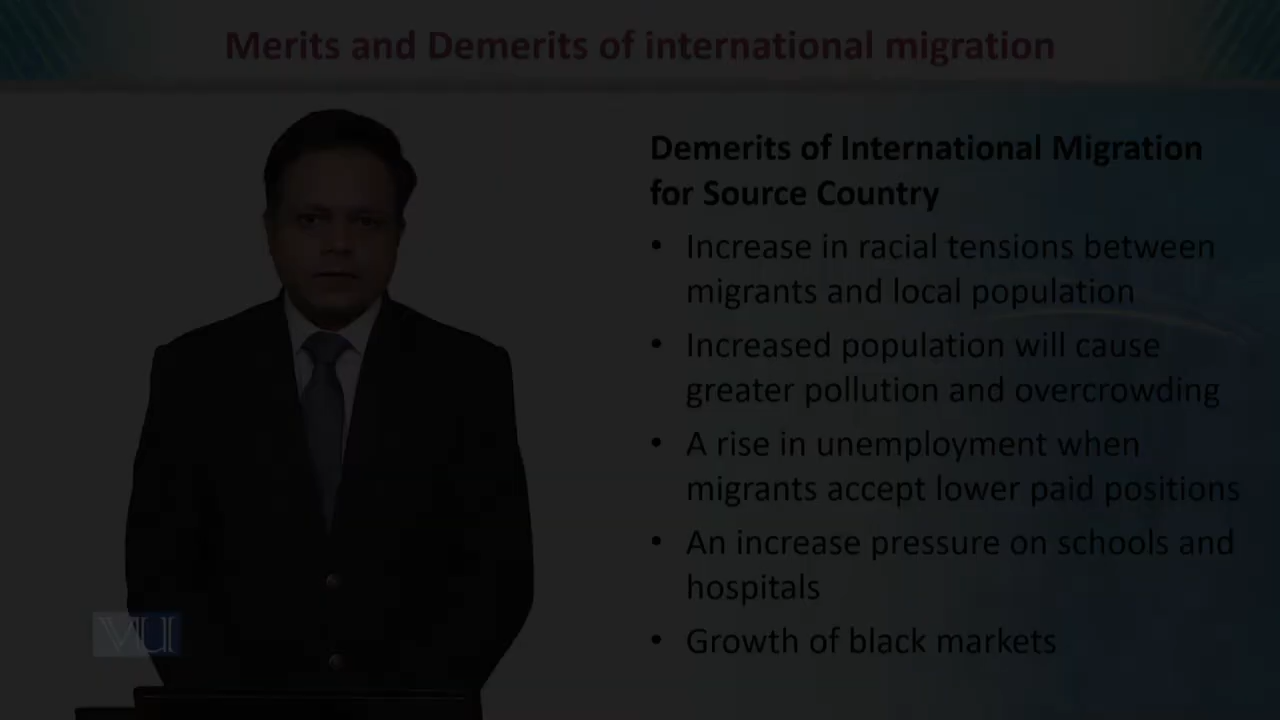 Merits and Demerits of international migration
Demerits of International Migration
for Source Country
• Increase in racial tensions between
migrants and local population
• Increased population will cause
greater pollution and overcrowding
• A rise in unemployment when
migrants accept lower paid positions
• An increase pressure on schools and
hospitals
• Growth of black markets
VU